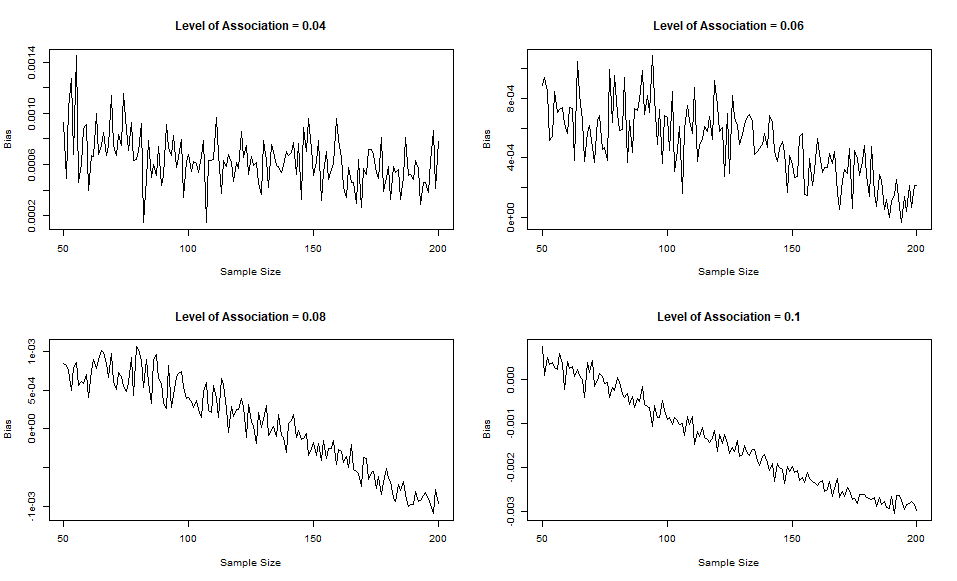 Level of Association = 0.04
Bias
0.0014
0.0010
0.0006
0.0002
50
100
150
200
Sample Size
Level of Association = 0.06
Bias
8e-04
4e-04
0e+00
50
100
150
200
Sample Size
Level of Association = 0.08
Bias
1e-03
5e-04
0e+00
-1e-03
50
100
150
200
Sample Size
Level of Association = 0.1
Bias
0.000
-0.001
-0.002
-0.003
50
100
150
200
Sample Size